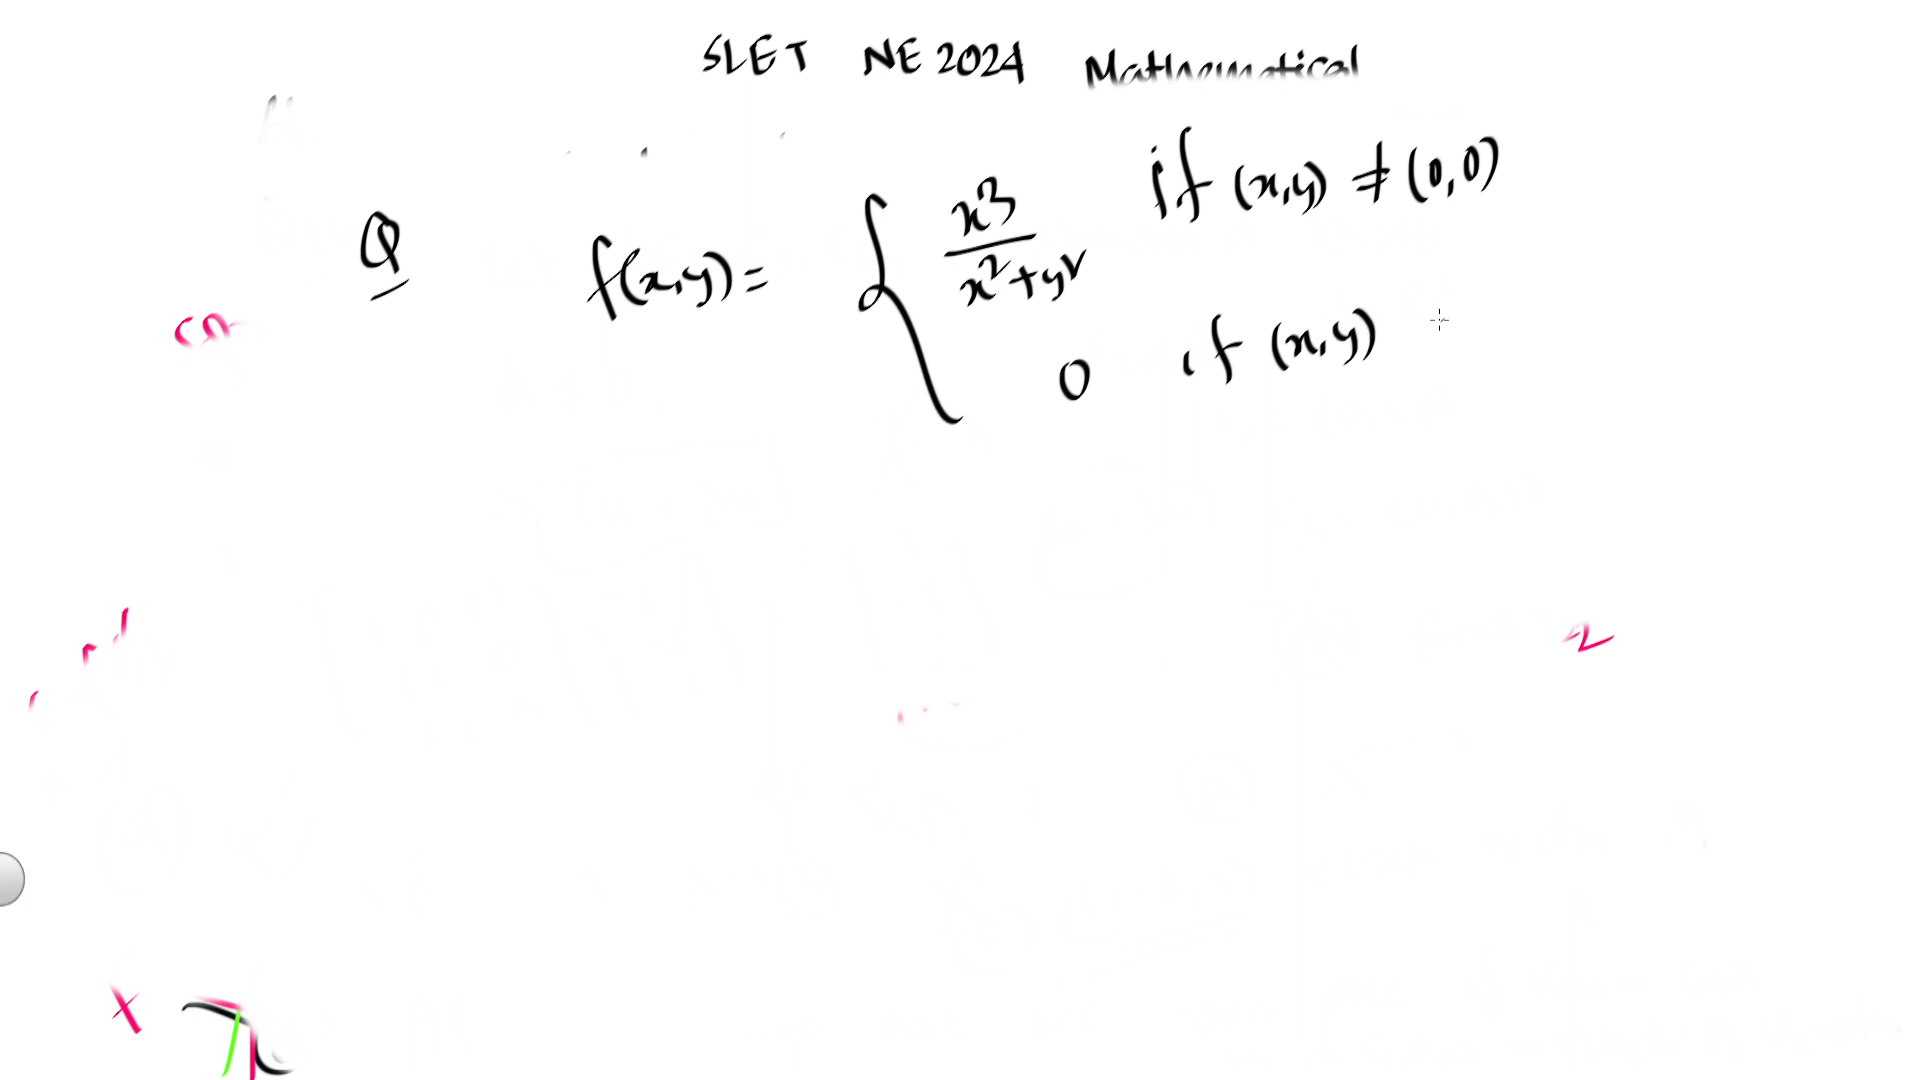 SLET NE 2024 Mathematical
Q f(x,y) = { x³/(x²+y²) if (x,y) ≠ (0,0)
0 if (x,y)